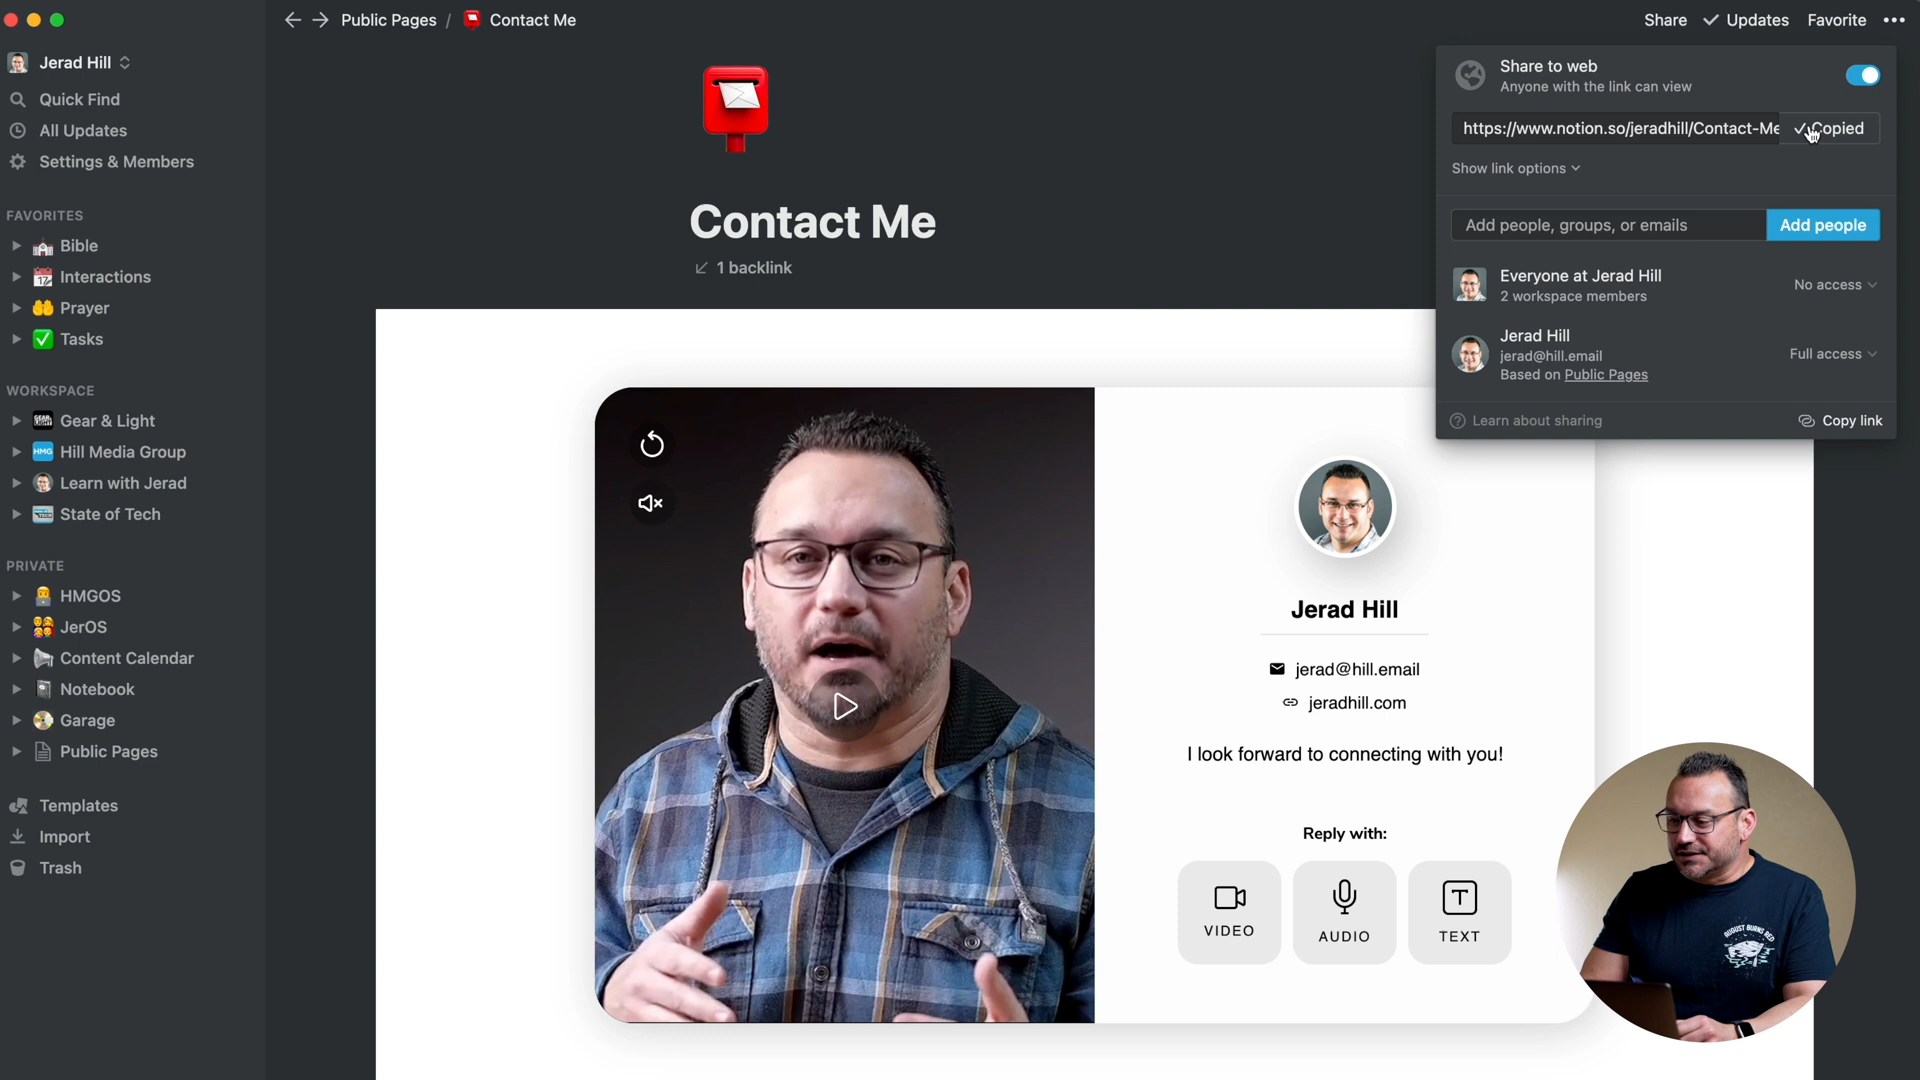 Public Pages / Contact Me
Share ✓ Updates Favorite •••
Jerad Hill
Quick Find
All Updates
Settings & Members
FAVORITES
Bible
Interactions
Prayer
Tasks
WORKSPACE
Gear & Light
HMG Hill Media Group
Learn with Jerad
State of Tech
PRIVATE
HMGOS
JerOS
Content Calendar
Notebook
Garage
Public Pages
Templates
Import
Trash
Contact Me
1 backlink
Share to web
Anyone with the link can view
https://www.notion.so/jeradhill/Contact-Me
✓ Copied
Show link options
Add people, groups, or emails
Add people
Everyone at Jerad Hill
2 workspace members
No access
Jerad Hill
jerad@hill.email
Based on Public Pages
Full access
Learn about sharing
Copy link
Jerad Hill
jerad@hill.email
jeradhill.com
I look forward to connecting with you!
Reply with:
VIDEO
AUDIO
T
TEXT
AUGUST BURNS RED